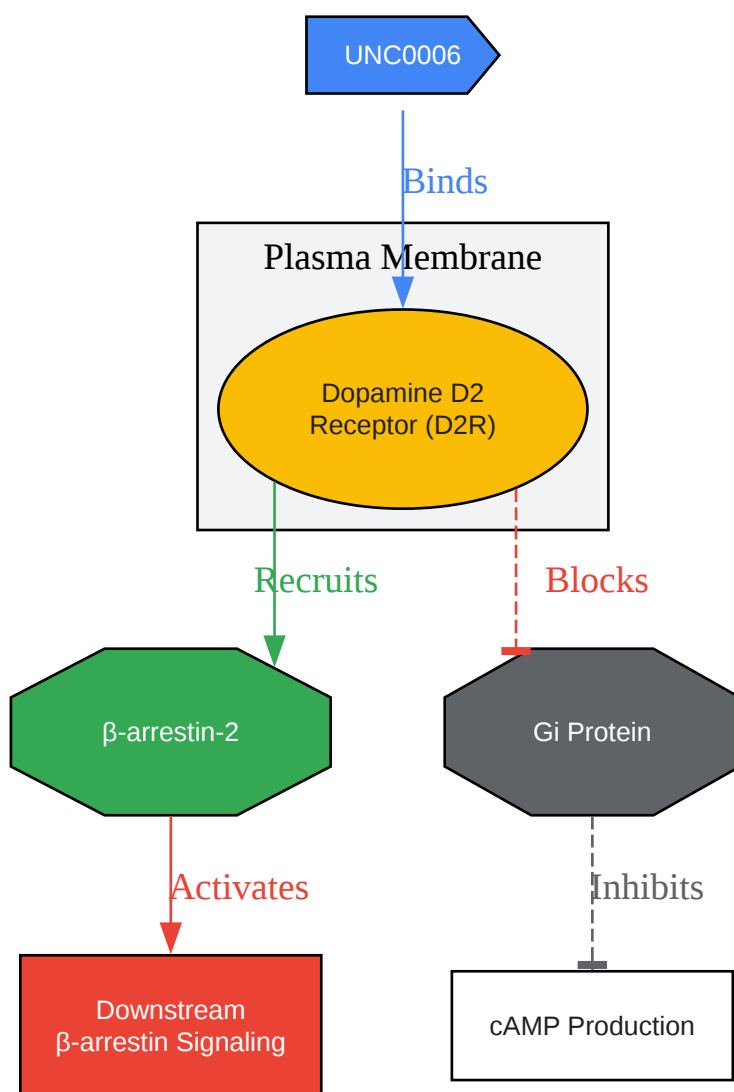 UNC0006
Binds
Plasma Membrane
Dopamine D2
Receptor (D2R)
Recruits
Blocks
β-arrestin-2
Gi Protein
Activates
Inhibits
Downstream
β-arrestin Signaling
cAMP Production